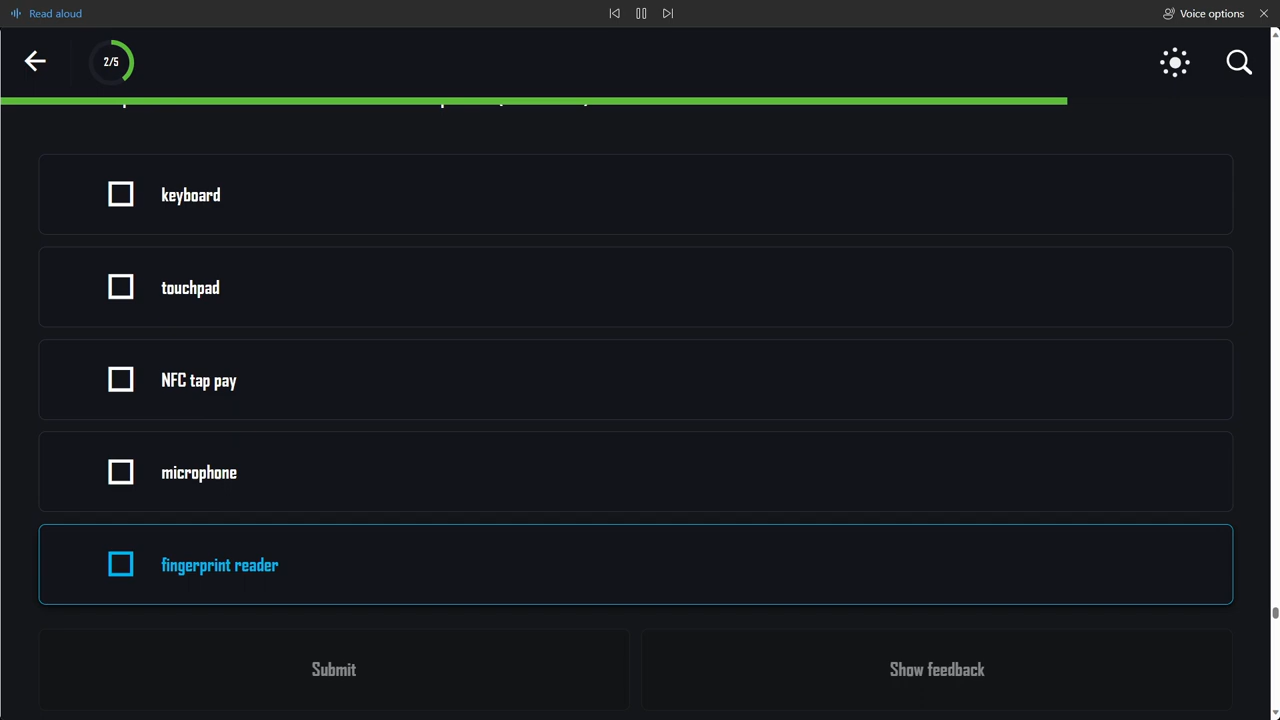 Read aloud
Voice options
2/5
keyboard
touchpad
NFC tap pay
microphone
fingerprint reader
Submit
Show feedback